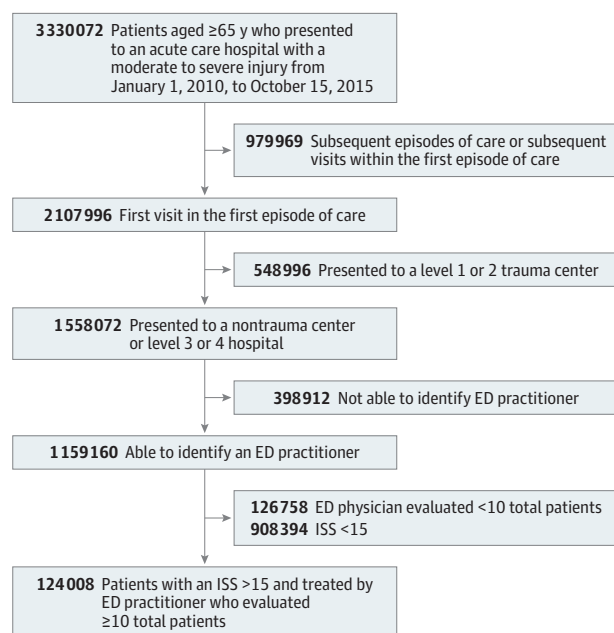 3330072 Patients aged ≥65 y who presented
to an acute care hospital with a
moderate to severe injury from
January 1, 2010, to October 15, 2015
979969 Subsequent episodes of care or subsequent
visits within the first episode of care
2107996 First visit in the first episode of care
548996 Presented to a level 1 or 2 trauma center
1558072 Presented to a nontrauma center
or level 3 or 4 hospital
398912 Not able to identify ED practitioner
1159160 Able to identify an ED practitioner
126758 ED physician evaluated <10 total patients
908394 ISS <15
124008 Patients with an ISS >15 and treated by
ED practitioner who evaluated
≥10 total patients